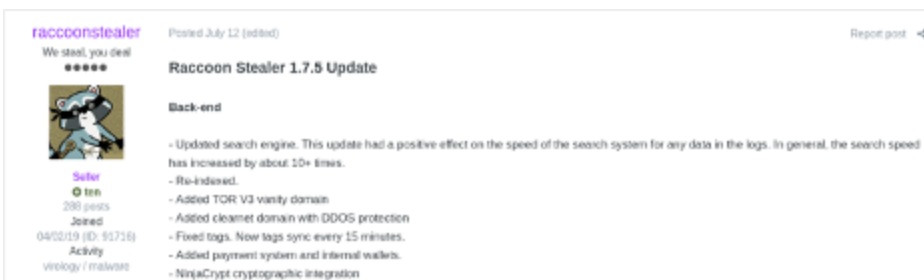 raccoonstealer
We steal, you deal
Seller
ten
288 posts
Joined
04/02/19 (ID: 91716)
Activity
virology / malware
Posted July 12 (edited)
Report post
Raccoon Stealer 1.7.5 Update
Back-end
- Updated search engine. This update had a positive effect on the speed of the search system for any data in the logs. In general, the search speed
has increased by about 10+ times.
- Re-indexed.
- Added TOR V3 vanity domain
- Added clearnet domain with DDOS protection
- Fixed tags. Now tags sync every 15 minutes.
- Added payment system and internal wallets.
- NinjaCrypt cryptographic integration